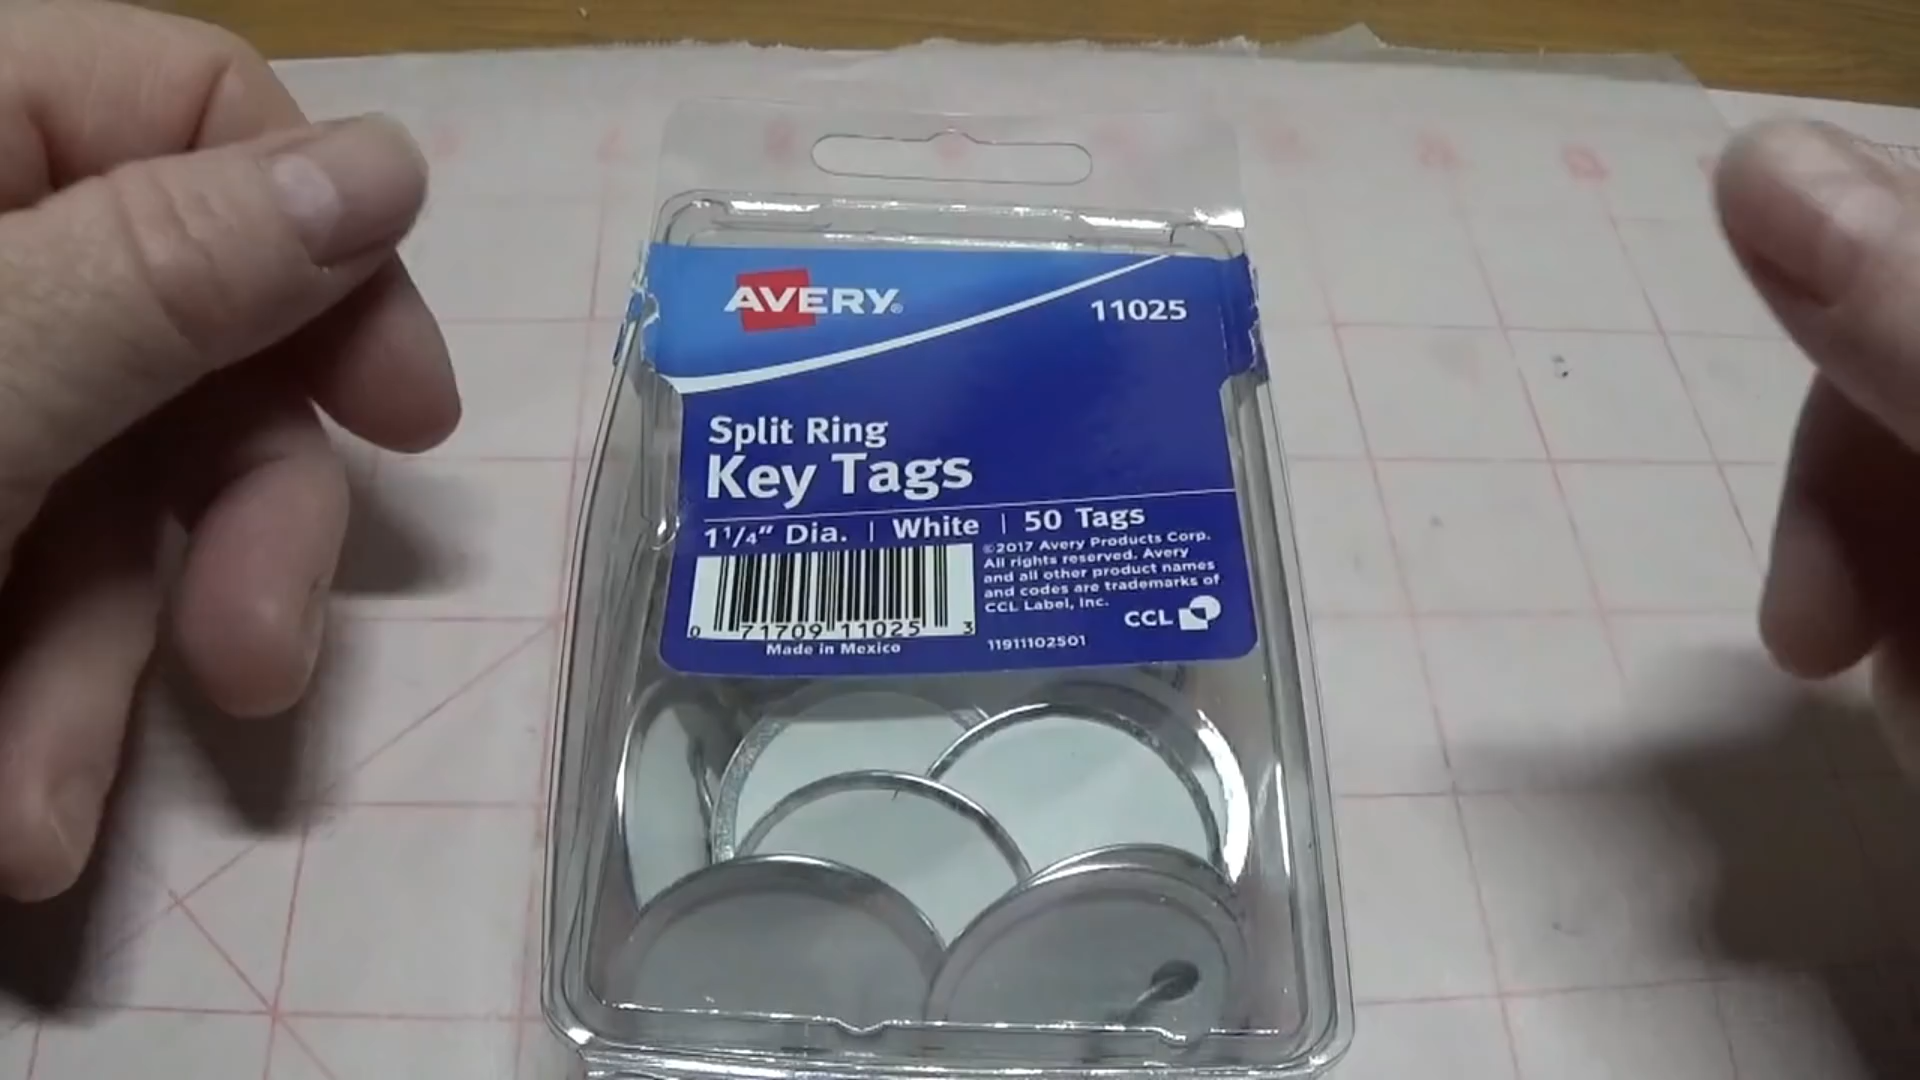 AVERY®
11025
Split Ring
Key Tags
1 1/4" Dia. | White | 50 Tags
©2017 Avery Products Corp.
All rights reserved. Avery
and all other product names
and codes are trademarks of
CCL Label, Inc.
CCL
0 71709 11025 3
Made in Mexico
11911102501